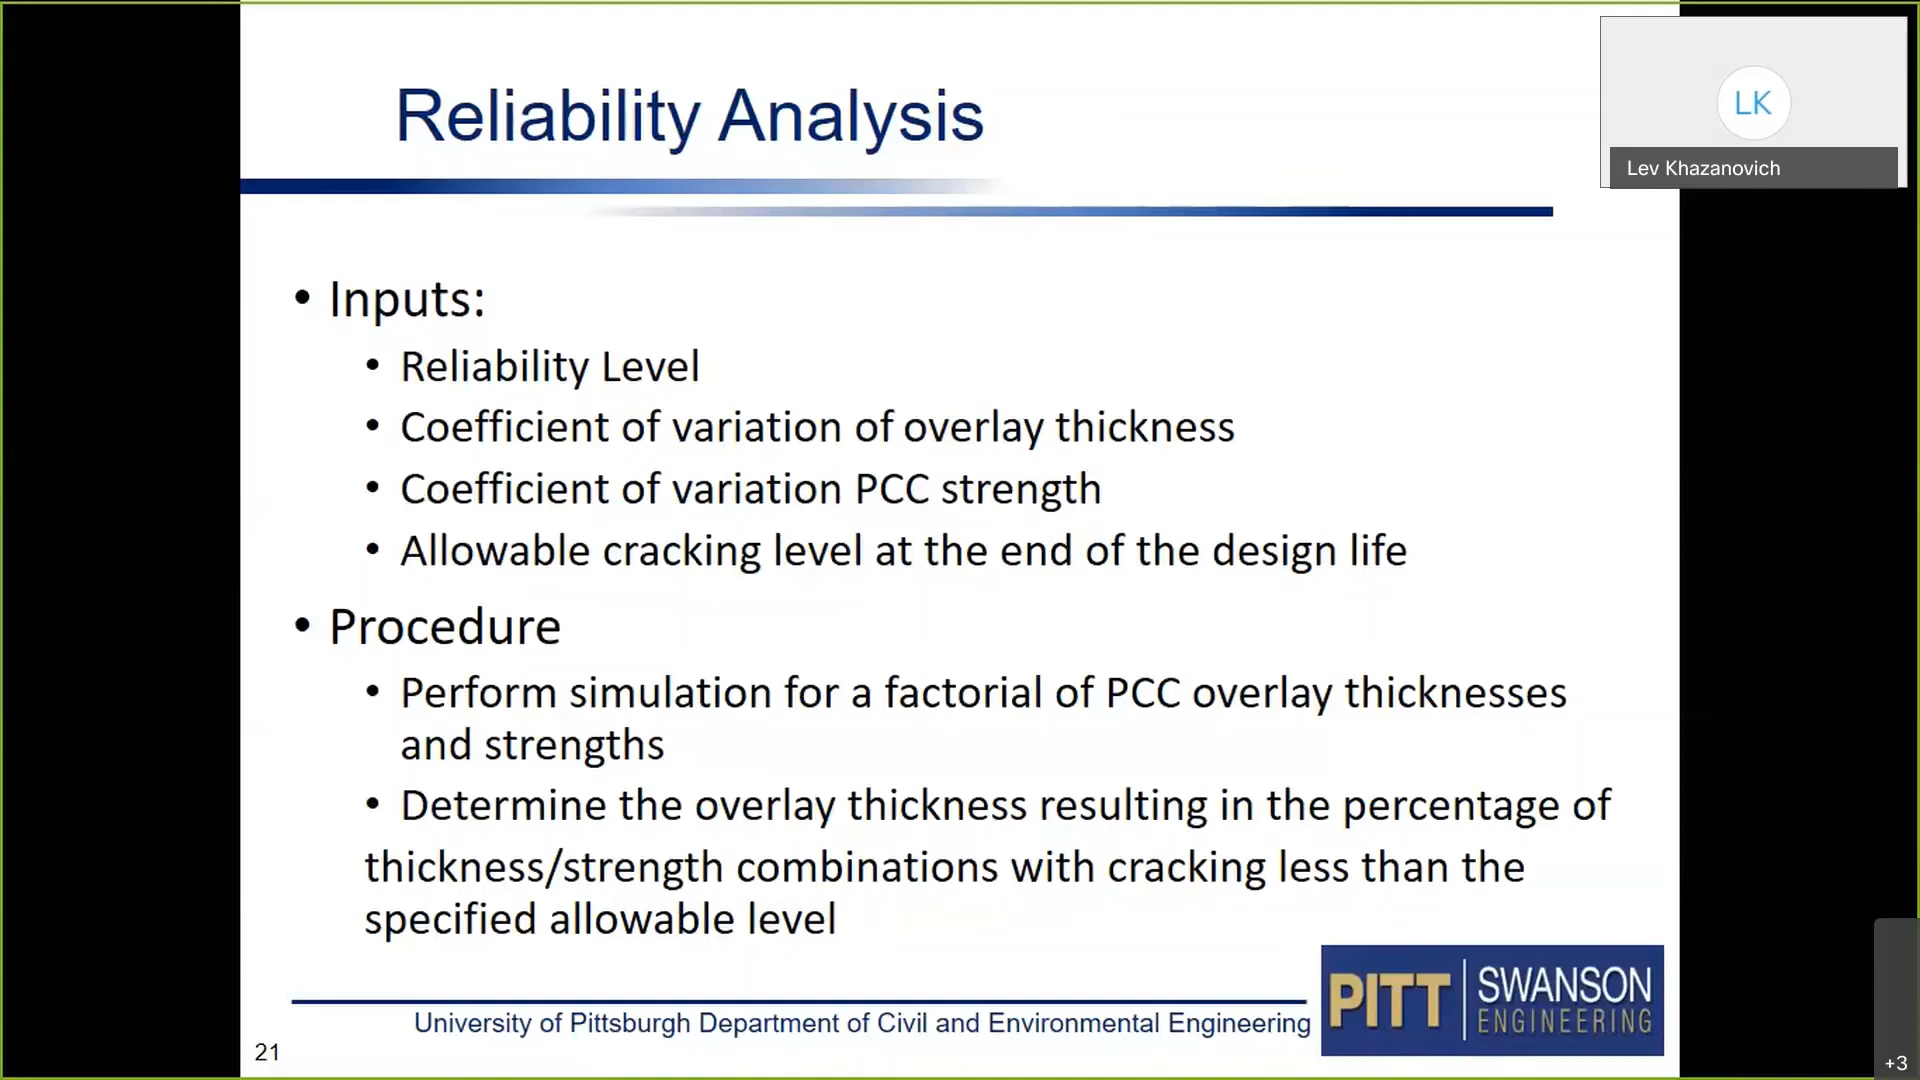 Reliability Analysis
LK
Lev Khazanovich
• Inputs:
• Reliability Level
• Coefficient of variation of overlay thickness
• Coefficient of variation PCC strength
• Allowable cracking level at the end of the design life
• Procedure
• Perform simulation for a factorial of PCC overlay thicknesses
and strengths
• Determine the overlay thickness resulting in the percentage of
thickness/strength combinations with cracking less than the
specified allowable level
University of Pittsburgh Department of Civil and Environmental Engineering
PITT
SWANSON
ENGINEERING
21
+3